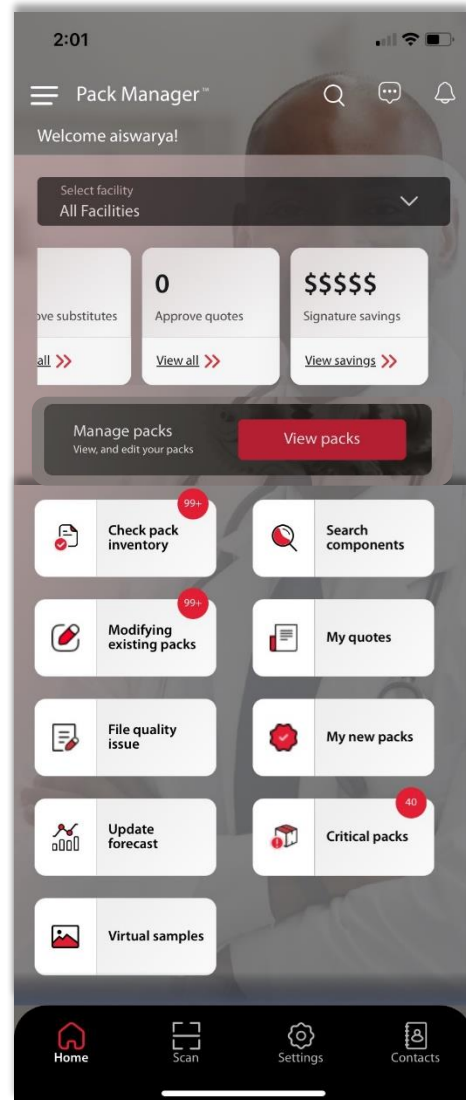 2:01
Pack Manager™
Welcome aiswarya!
Select facility
All Facilities
0
$$$$$
ove substitutes
Approve quotes
Signature savings
all
View all
View savings
Manage packs
View, and edit your packs
View packs
99+
Check pack
inventory
Search
components
99+
Modifying
existing packs
My quotes
File quality
issue
My new packs
Update
forecast
40
Critical packs
Virtual samples
Home
Scan
Settings
Contacts